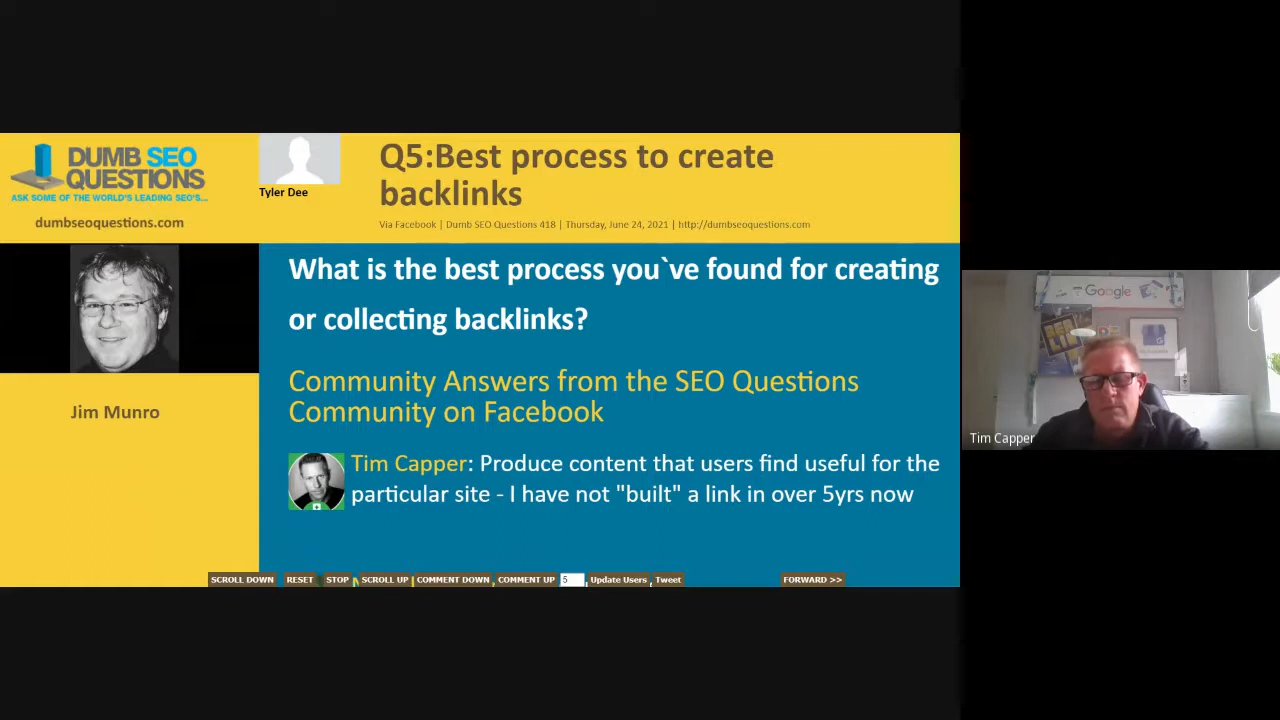 DUMB SEO
QUESTIONS
ASK SOME OF THE WORLD'S LEADING SEO'S...
dumbseoquestions.com
Tyler Dee
Q5:Best process to create
backlinks
Via Facebook | Dumb SEO Questions 418 | Thursday, June 24, 2021 | http://dumbseoquestions.com
Jim Munro
What is the best process you`ve found for creating
or collecting backlinks?
Community Answers from the SEO Questions
Community on Facebook
Tim Capper: Produce content that users find useful for the
particular site - I have not "built" a link in over 5yrs now
SCROLL DOWN RESET STOP SCROLL UP COMMENT DOWN COMMENT UP 5 Update Users Tweet FORWARD >>
Google
Tim Capper